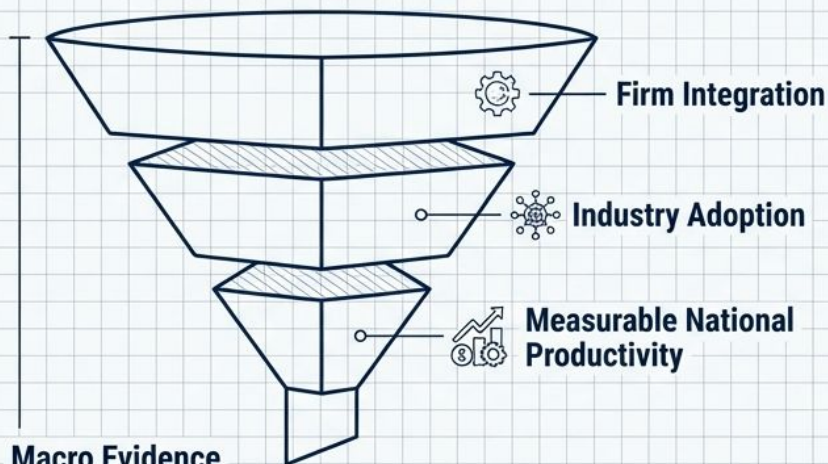 Firm Integration
Industry Adoption
Measurable National
Productivity
Macro Evidence